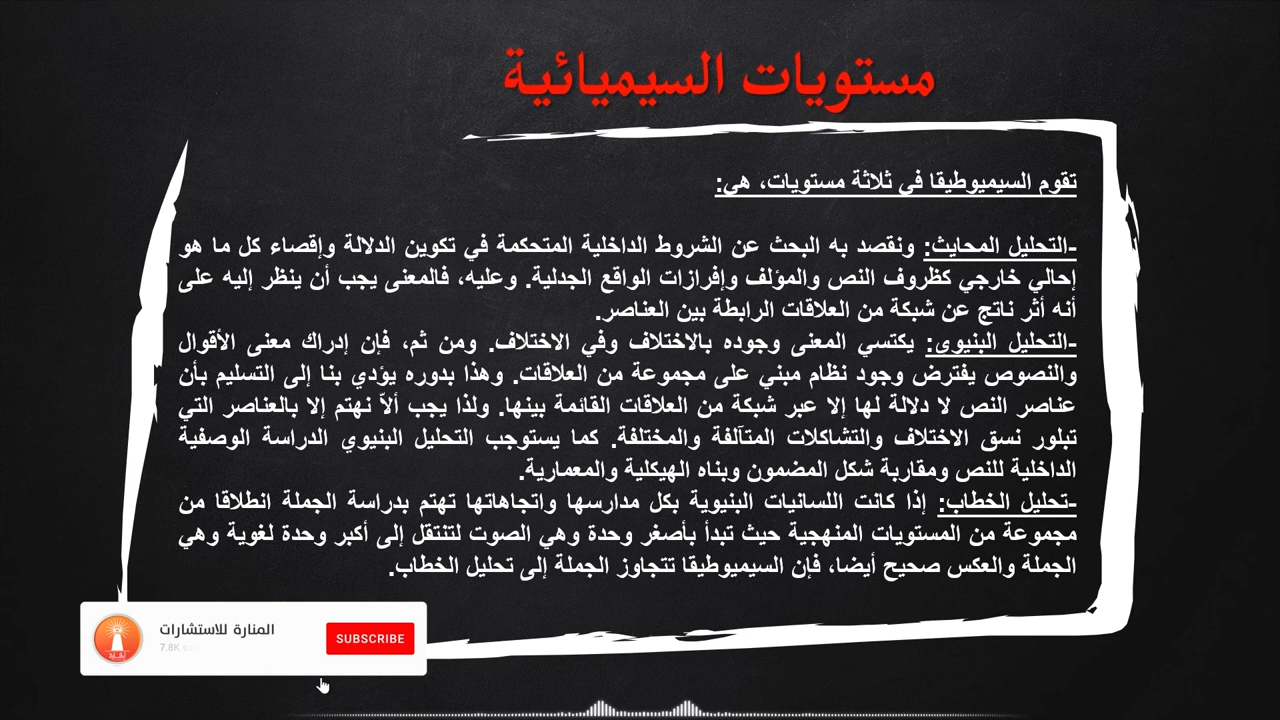 مستويات السيميائية
تقوم السيميوطيقا في ثلاثة مستويات، هي:
-التحليل المحايث: ونقصد به البحث عن الشروط الداخلية المتحكمة في تكوين الدلالة وإقصاء كل ما هو
إحالي خارجي كظروف النص والمؤلف وإفرازات الواقع الجدلية. وعليه، فالمعنى يجب أن ينظر إليه على
أنه أثر ناتج عن شبكة من العلاقات الرابطة بين العناصر.
-التحليل البنيوي: يكتسي المعنى وجوده بالاختلاف وفي الاختلاف. ومن ثم، فإن إدراك معنى الأقوال
والنصوص يفترض وجود نظام مبني على مجموعة من العلاقات. وهذا بدوره يؤدي بنا إلى التسليم بأن
عناصر النص لا دلالة لها إلا عبر شبكة من العلاقات القائمة بينها. ولذا يجب ألاّ نهتم إلا بالعناصر التي
تبلور نسق الاختلاف والتشاكلات المتآلفة والمختلفة. كما يستوجب التحليل البنيوي الدراسة الوصفية
الداخلية للنص ومقاربة شكل المضمون وبناه الهيكلية والمعمارية.
-تحليل الخطاب: إذا كانت اللسانيات البنيوية بكل مدارسها واتجاهاتها تهتم بدراسة الجملة انطلاقا من
مجموعة من المستويات المنهجية حيث تبدأ بأصغر وحدة وهي الصوت لتنتقل إلى أكبر وحدة لغوية وهي
الجملة والعكس صحيح أيضا، فإن السيميوطيقا تتجاوز الجملة إلى تحليل الخطاب.
المنارة للاستشارات
7.8K
SUBSCRIBE